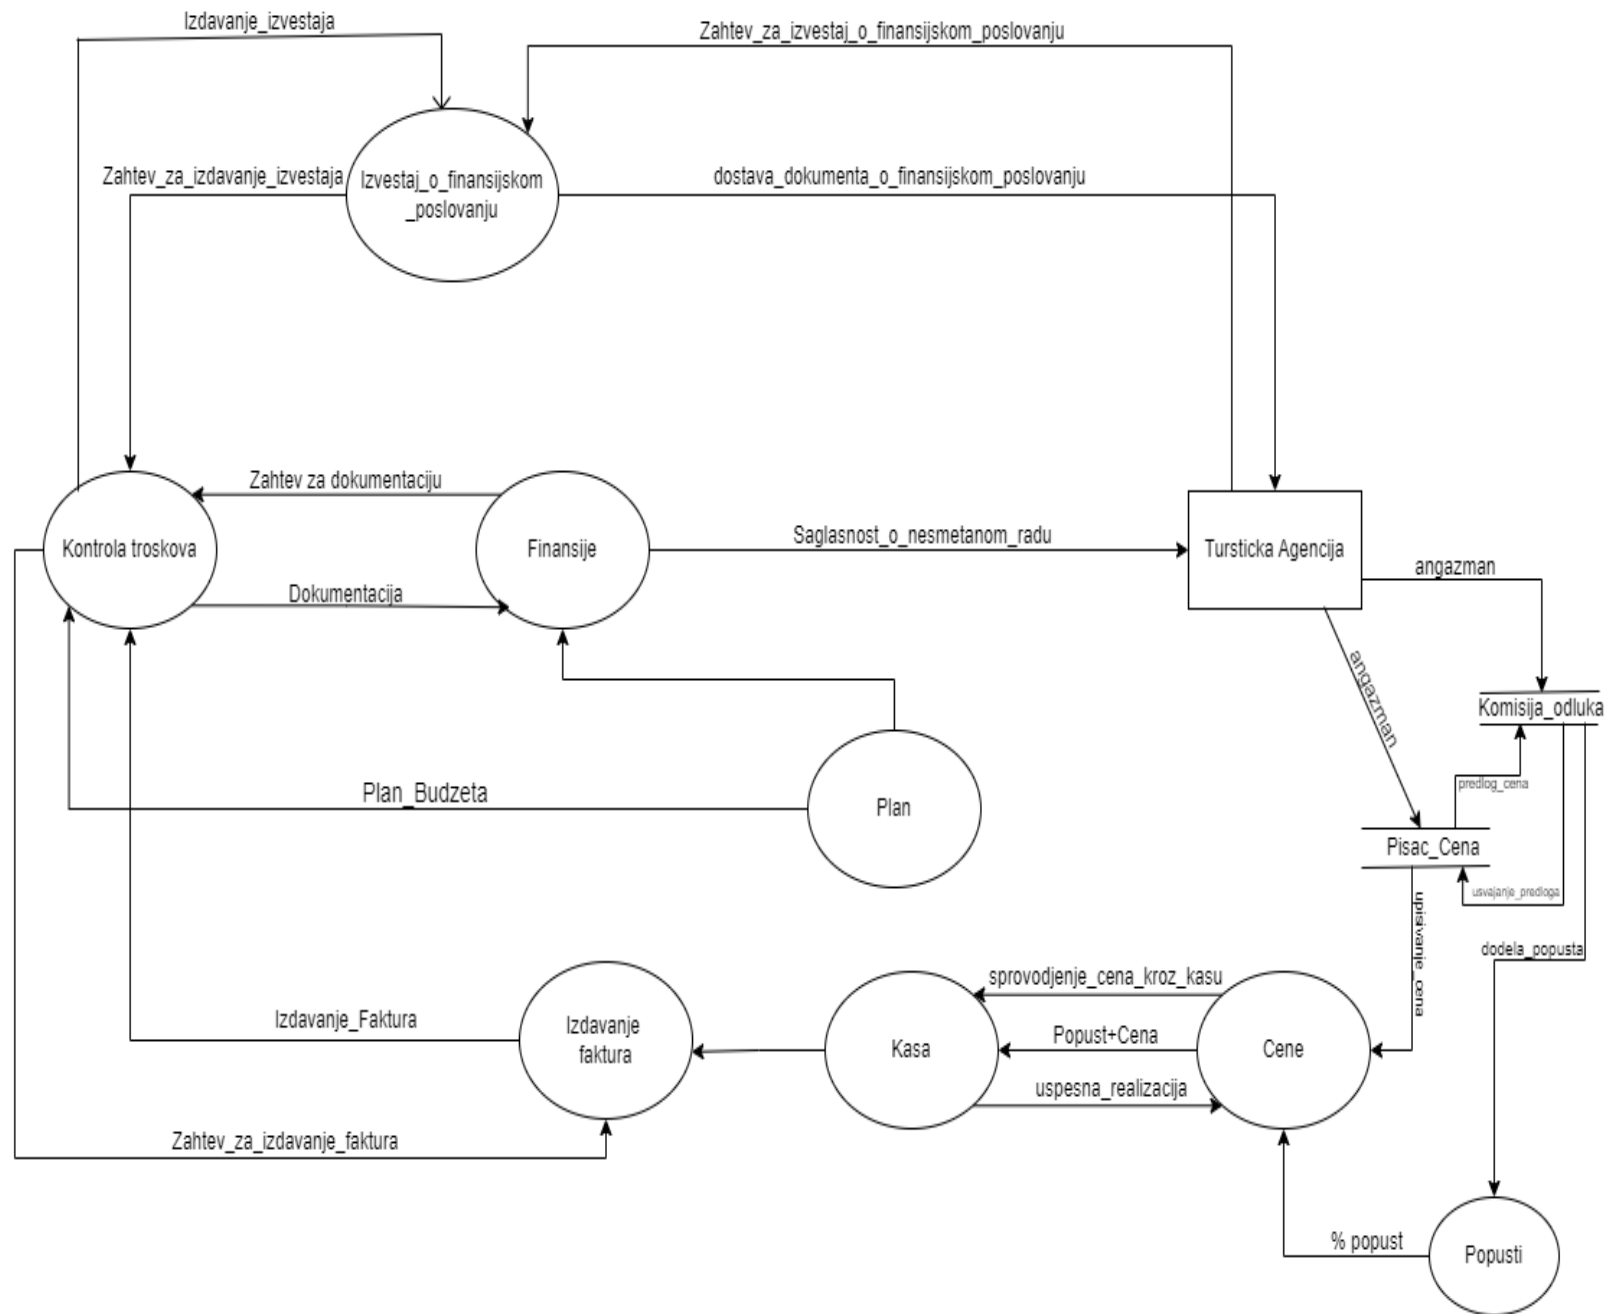 Izdavanje_izvestaja
Zahtev_za_izvestaj_o_finansijskom_poslovanju
Zahtev_za_izdavanje_izvestaja
Izvestaj_o_finansijskom
_poslovanju
dostava_dokumenta_o_finansijskom_poslovanju
Zahtev za dokumentaciju
Kontrola troskova
Finansije
Saglasnost_o_nesmetanom_radu
Tursticka Agencija
angazman
Dokumentacija
angazman
Komisija_odluka
predlog_cena
Plan_Budzeta
Plan
Pisac_Cena
usvajanje_predloga
upisivanje_cena
dodela_popusta
sprovodjenje_cena_kroz_kasu
Izdavanje_Faktura
Izdavanje
faktura
Kasa
Popust+Cena
Cene
uspesna_realizacija
Zahtev_za_izdavanje_faktura
% popust
Popusti